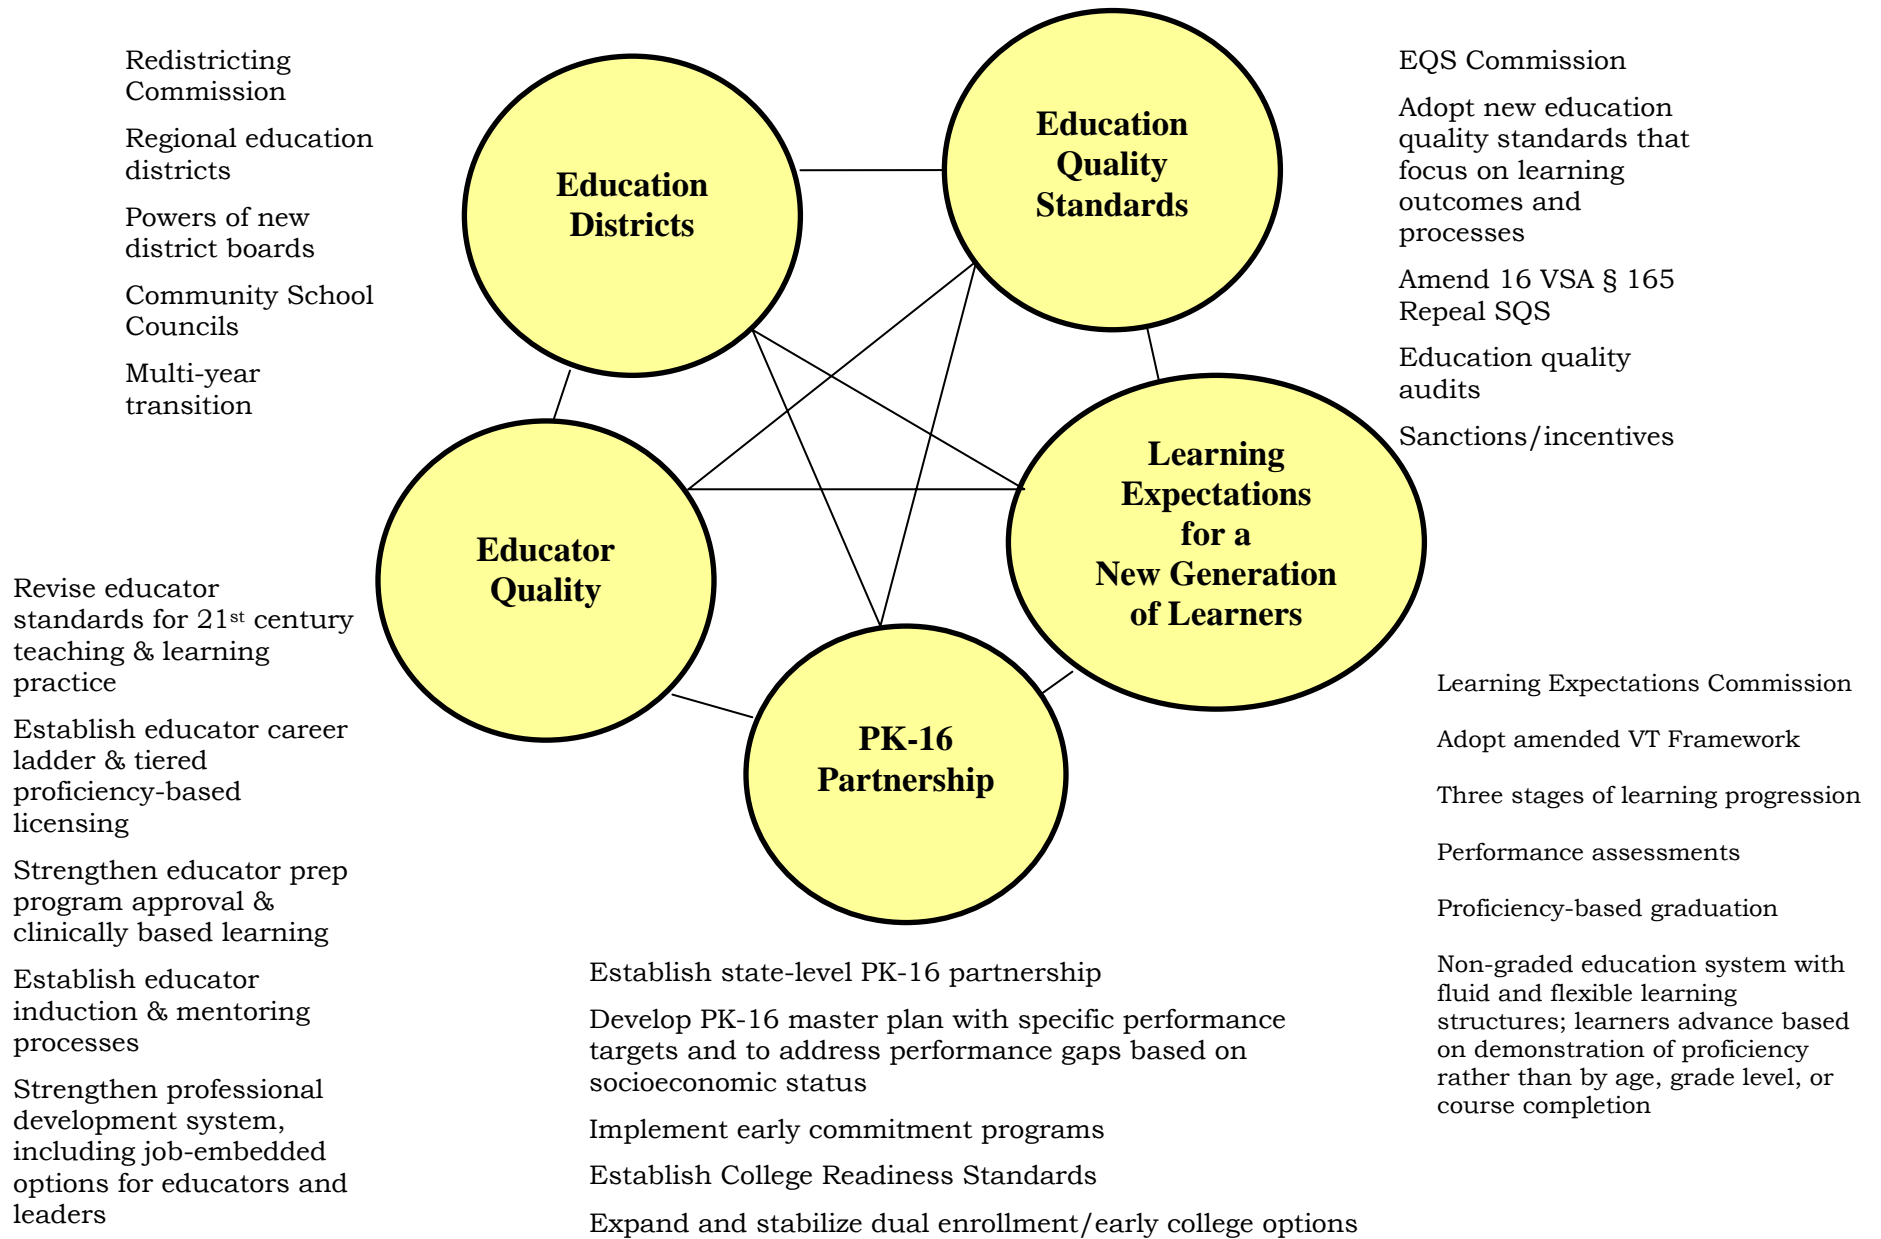 Redistricting
Commission
Regional education
districts
Powers of new
district boards
Community School
Councils
Multi-year
transition
Education
Districts
Education
Quality
Standards
EQS Commission
Adopt new education
quality standards that
focus on learning
outcomes and
processes
Amend 16 VSA § 165
Repeal SQS
Education quality
audits
Sanctions/incentives
Educator
Quality
Learning
Expectations
for a
New Generation
of Learners
PK-16
Partnership
Revise educator
standards for 21st century
teaching & learning
practice
Establish educator career
ladder & tiered
proficiency-based
licensing
Strengthen educator prep
program approval &
clinically based learning
Establish educator
induction & mentoring
processes
Strengthen professional
development system,
including job-embedded
options for educators and
leaders
Establish state-level PK-16 partnership
Develop PK-16 master plan with specific performance
targets and to address performance gaps based on
socioeconomic status
Implement early commitment programs
Establish College Readiness Standards
Expand and stabilize dual enrollment/early college options
Learning Expectations Commission
Adopt amended VT Framework
Three stages of learning progression
Performance assessments
Proficiency-based graduation
Non-graded education system with
fluid and flexible learning
structures; learners advance based
on demonstration of proficiency
rather than by age, grade level, or
course completion